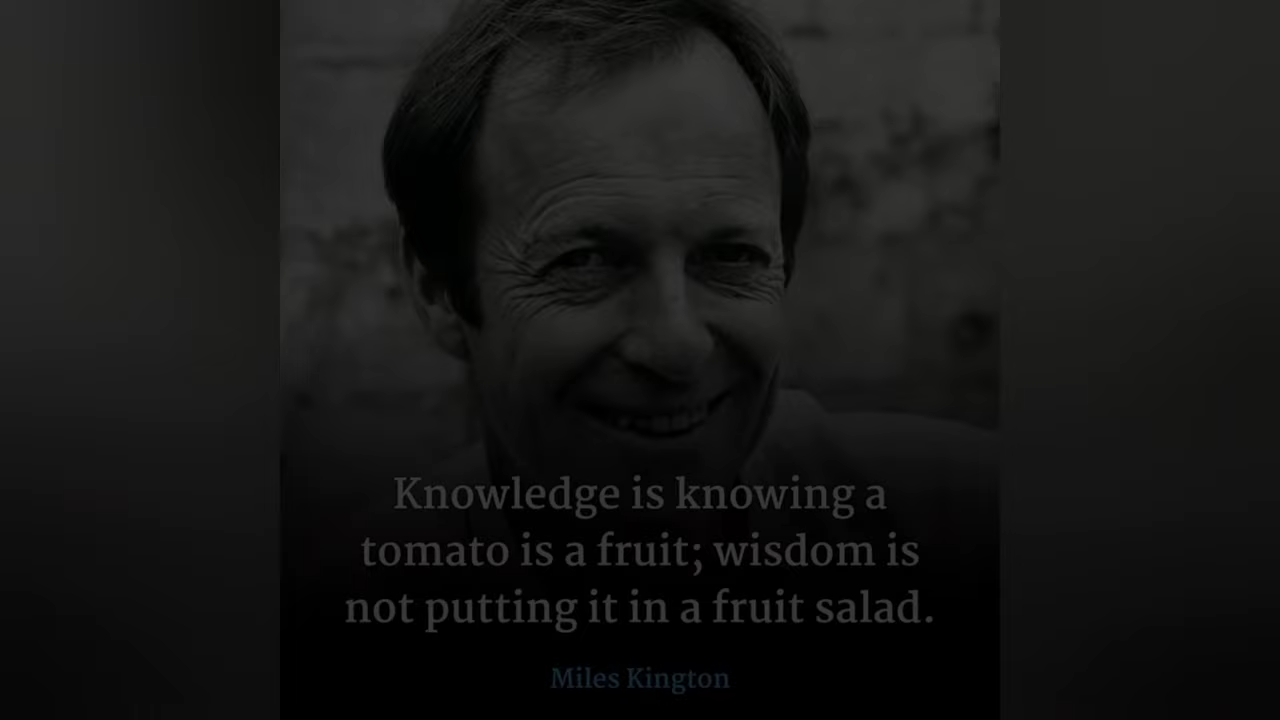 Knowledge is knowing a
tomato is a fruit; wisdom is
not putting it in a fruit salad.
Miles Kington